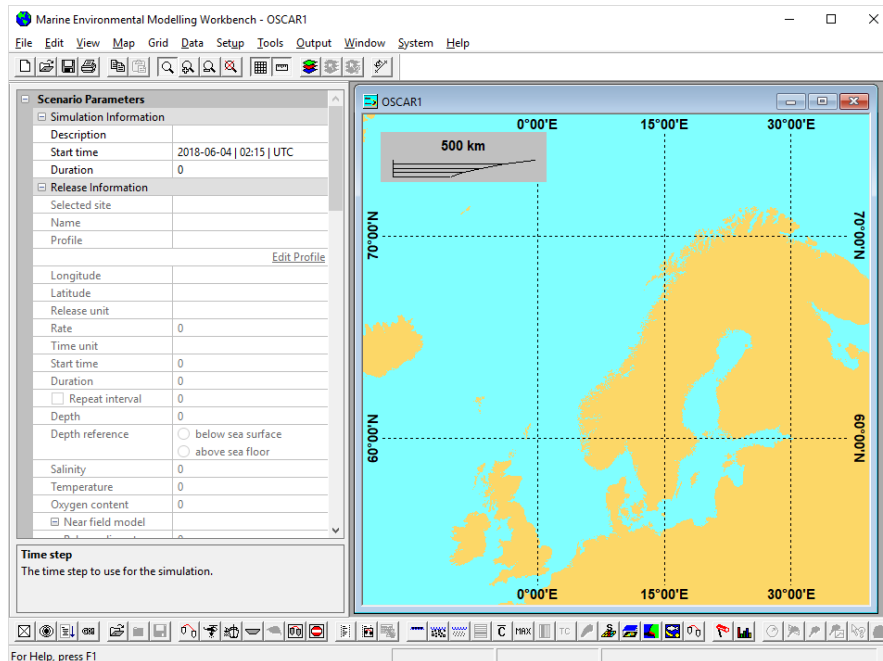 Marine Environmental Modelling Workbench - OSCAR1
File Edit View Map Grid Data Setup Tools Output Window System Help
Scenario Parameters
Simulation Information
Description
Start time 2018-06-04 | 02:15 | UTC
Duration 0
Release Information
Selected site
Name
Profile
Edit Profile
Longitude
Latitude
Release unit
Rate 0
Time unit
Start time 0
Duration 0
Repeat interval 0
Depth 0
Depth reference below sea surface
above sea floor
Salinity 0
Temperature 0
Oxygen content 0
Near field model
Time step
The time step to use for the simulation.
OSCAR1
0°00'E 15°00'E 30°00'E
500 km
70°00'N 70°00'N
60°00'N 60°00'N
0°00'E 15°00'E 30°00'E
C MAX TC
For Help, press F1